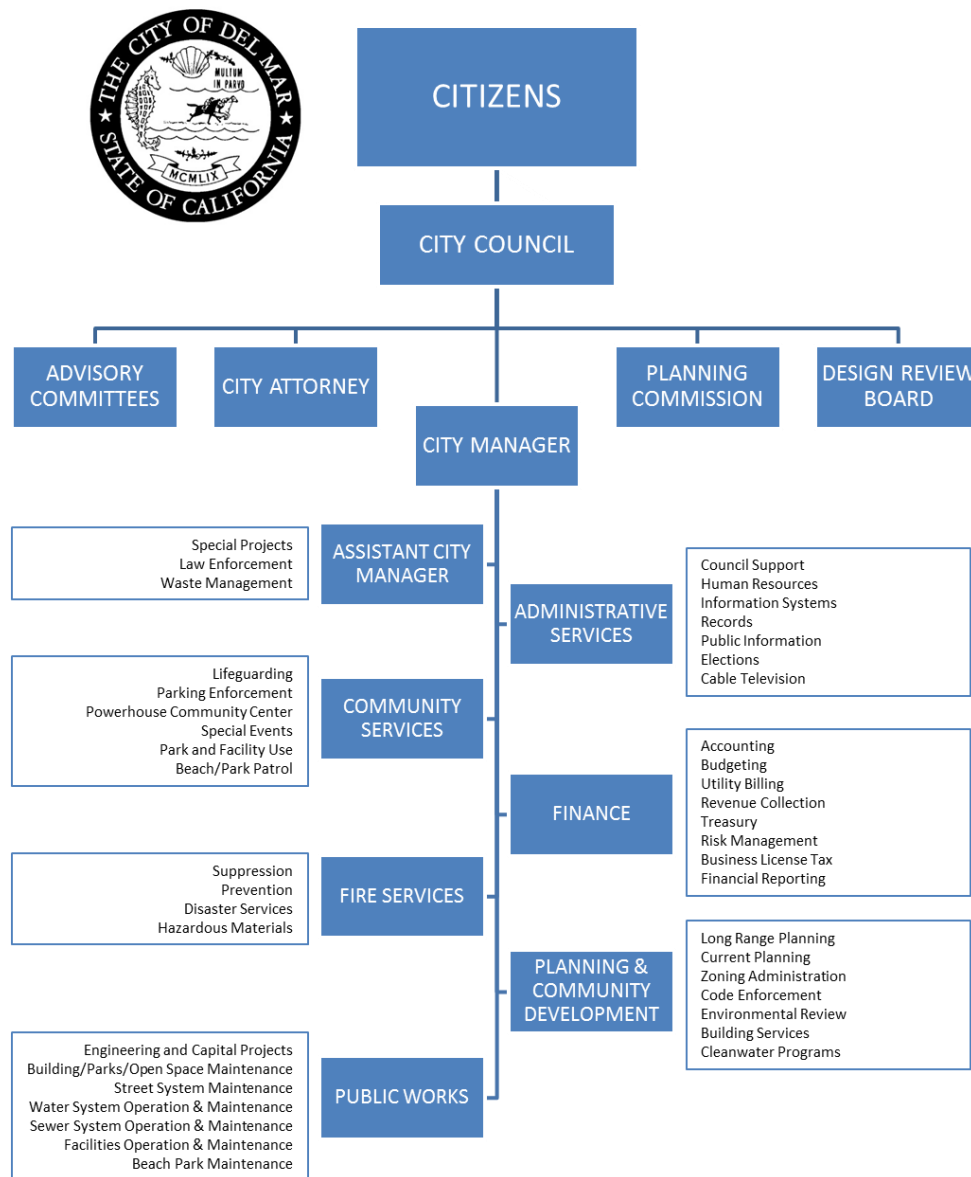 THE CITY OF DEL MAR
STATE OF CALIFORNIA
MULTUM
IN PARVO
MCMLIX
CITIZENS
CITY COUNCIL
ADVISORY
COMMITTEES
CITY ATTORNEY
PLANNING
COMMISSION
DESIGN REVIEW
BOARD
CITY MANAGER
Special Projects
Law Enforcement
Waste Management
ASSISTANT CITY
MANAGER
ADMINISTRATIVE
SERVICES
Council Support
Human Resources
Information Systems
Records
Public Information
Elections
Cable Television
Lifeguarding
Parking Enforcement
Powerhouse Community Center
Special Events
Park and Facility Use
Beach/Park Patrol
COMMUNITY
SERVICES
FINANCE
Accounting
Budgeting
Utility Billing
Revenue Collection
Treasury
Risk Management
Business License Tax
Financial Reporting
Suppression
Prevention
Disaster Services
Hazardous Materials
FIRE SERVICES
PLANNING &
COMMUNITY
DEVELOPMENT
Long Range Planning
Current Planning
Zoning Administration
Code Enforcement
Environmental Review
Building Services
Cleanwater Programs
Engineering and Capital Projects
Building/Parks/Open Space Maintenance
Street System Maintenance
Water System Operation & Maintenance
Sewer System Operation & Maintenance
Facilities Operation & Maintenance
Beach Park Maintenance
PUBLIC WORKS